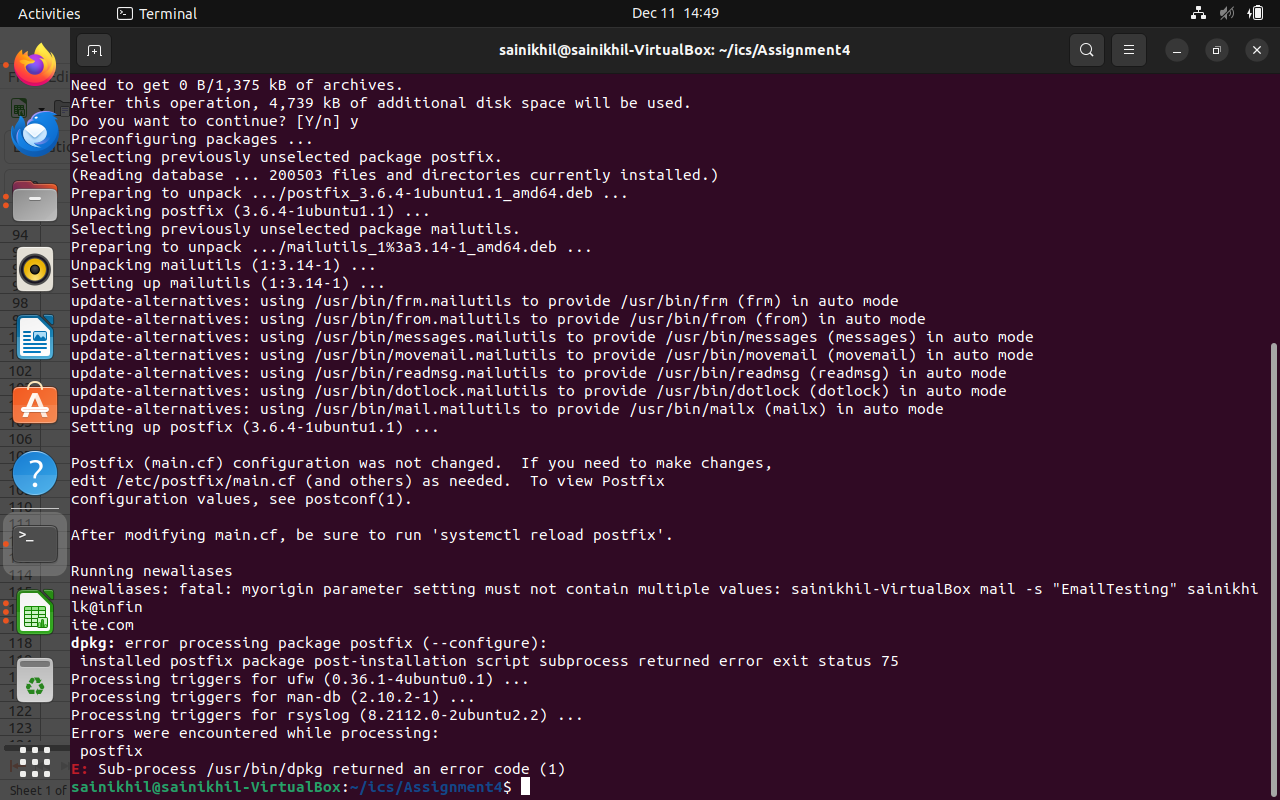 Activities
Terminal
Dec 11 14:49
sainikhil@sainikhil-VirtualBox: ~/ics/Assignment4
Need to get 0 B/1,375 kB of archives.
After this operation, 4,739 kB of additional disk space will be used.
Do you want to continue? [Y/n] y
Preconfiguring packages ...
Selecting previously unselected package postfix.
(Reading database ... 200503 files and directories currently installed.)
Preparing to unpack .../postfix_3.6.4-1ubuntu1.1_amd64.deb ...
Unpacking postfix (3.6.4-1ubuntu1.1) ...
Selecting previously unselected package mailutils.
Preparing to unpack .../mailutils_1%3a3.14-1_amd64.deb ...
Unpacking mailutils (1:3.14-1) ...
Setting up mailutils (1:3.14-1) ...
update-alternatives: using /usr/bin/frm.mailutils to provide /usr/bin/frm (frm) in auto mode
update-alternatives: using /usr/bin/from.mailutils to provide /usr/bin/from (from) in auto mode
update-alternatives: using /usr/bin/messages.mailutils to provide /usr/bin/messages (messages) in auto mode
update-alternatives: using /usr/bin/movemail.mailutils to provide /usr/bin/movemail (movemail) in auto mode
update-alternatives: using /usr/bin/readmsg.mailutils to provide /usr/bin/readmsg (readmsg) in auto mode
update-alternatives: using /usr/bin/dotlock.mailutils to provide /usr/bin/dotlock (dotlock) in auto mode
update-alternatives: using /usr/bin/mail.mailutils to provide /usr/bin/mailx (mailx) in auto mode
Setting up postfix (3.6.4-1ubuntu1.1) ...
Postfix (main.cf) configuration was not changed.  If you need to make changes,
edit /etc/postfix/main.cf (and others) as needed.  To view Postfix
configuration values, see postconf(1).
After modifying main.cf, be sure to run 'systemctl reload postfix'.
Running newaliases
newaliases: fatal: myorigin parameter setting must not contain multiple values: sainikhil-VirtualBox mail -s "EmailTesting" sainikhi
lk@infin
ite.com
dpkg: error processing package postfix (--configure):
 installed postfix package post-installation script subprocess returned error exit status 75
Processing triggers for ufw (0.36.1-4ubuntu0.1) ...
Processing triggers for man-db (2.10.2-1) ...
Processing triggers for rsyslog (8.2112.0-2ubuntu2.2) ...
Errors were encountered while processing:
 postfix
E: Sub-process /usr/bin/dpkg returned an error code (1)
sainikhil@sainikhil-VirtualBox:~/ics/Assignment4$
94
98
102
106
110
111
114
118
122
123
Sheet 1 of